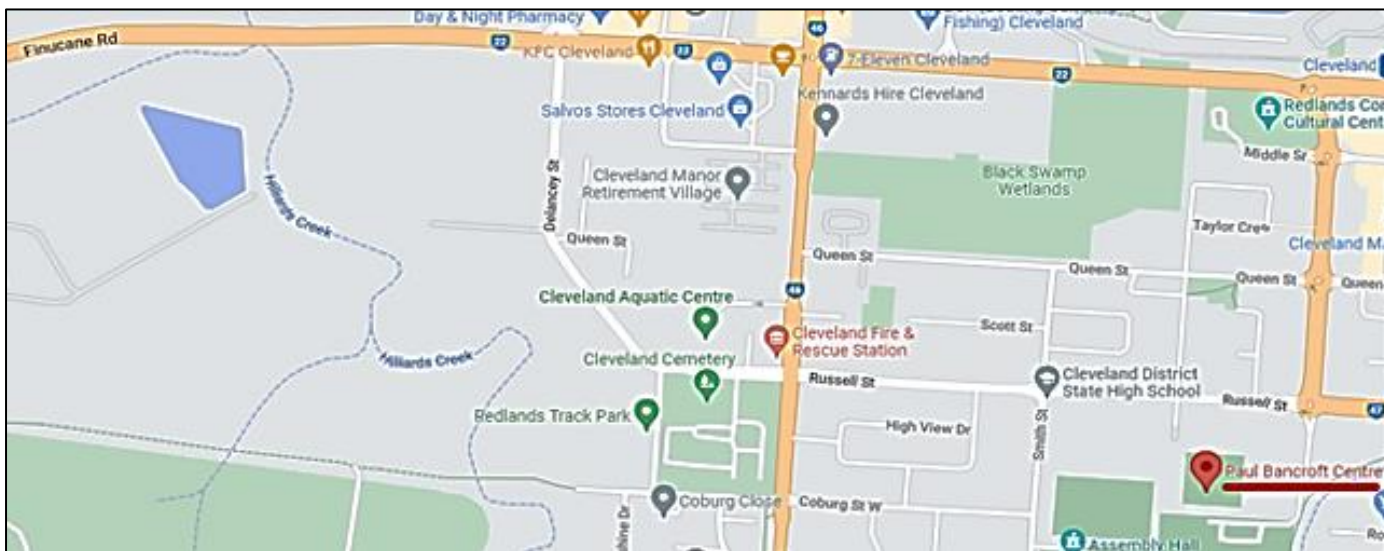 Day & Night Pharmacy
Fishing) Cleveland
Finucane Rd
22
KFC Cleveland
22
46
7-Eleven Cleveland
22
Cleveland
Salvos Stores Cleveland
Kennards Hire Cleveland
Redlands
Cultural
Middle
Cleveland Manor
Retirement Village
Black Swamp
Wetlands
Hilliards Creek
Delancey St
Queen St
Taylor
Queen St
Queen St
Queen St
Queen
Cleveland
46
Cleveland Aquatic Centre
Scott St
Cleveland Fire &
Rescue Station
Hilliards Creek
Cleveland Cemetery
Russell St
Cleveland District
State High School
Russell St
47
Redlands Track Park
High View Dr
Smith St
Paul Bancroft Centre
Coburg Close
Coburg St W
Assembly Hall